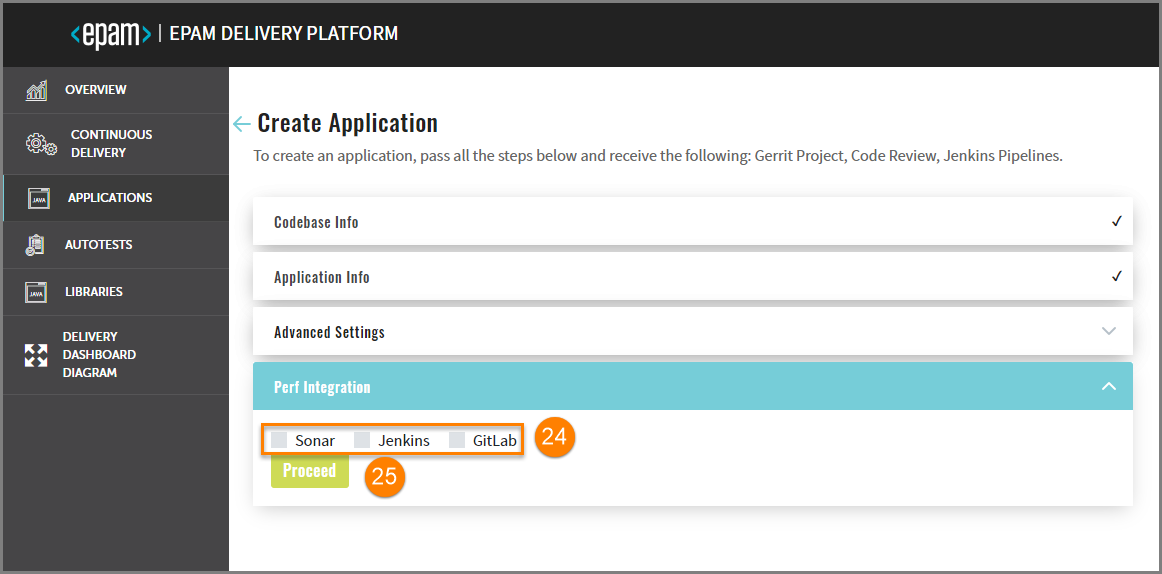 <epam> | EPAM DELIVERY PLATFORM
OVERVIEW
CONTINUOUS
DELIVERY
JAVA
APPLICATIONS
AUTOTESTS
JAVA
LIBRARIES
DELIVERY
DASHBOARD
DIAGRAM
Create Application
To create an application, pass all the steps below and receive the following: Gerrit Project, Code Review, Jenkins Pipelines.
Codebase Info
Application Info
Advanced Settings
Perf Integration
Sonar Jenkins GitLab 24
Proceed 25